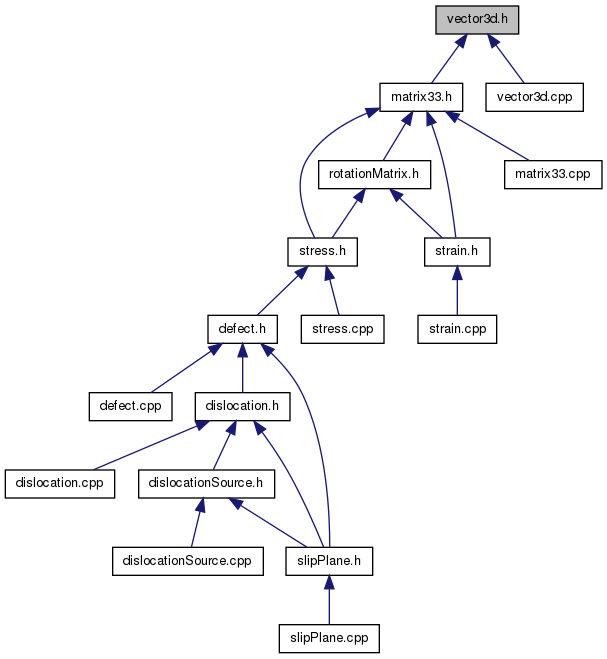 vector3d.h
matrix33.h
vector3d.cpp
rotationMatrix.h
matrix33.cpp
stress.h
strain.h
defect.h
stress.cpp
strain.cpp
defect.cpp
dislocation.h
dislocation.cpp
dislocationSource.h
dislocationSource.cpp
slipPlane.h
slipPlane.cpp